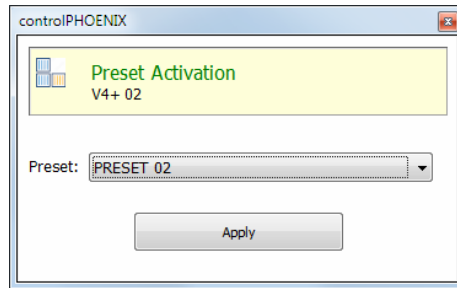 controlPHOENIX
Preset Activation
V4+ 02
Preset: PRESET 02
Apply